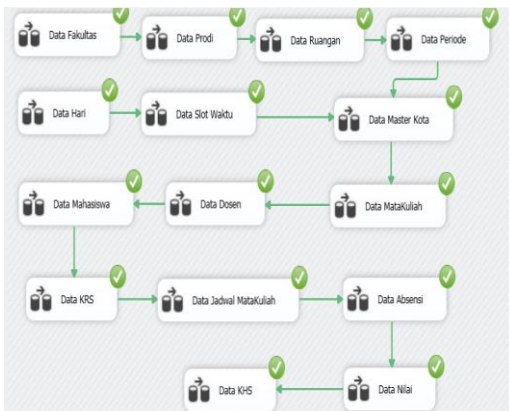 Data Fakultas
Data Prodi
Data Ruangan
Data Periode
Data Hari
Data Slot Waktu
Data Master Kota
Data Mahasiswa
Data Dosen
Data MataKuliah
Data KRS
Data Jadwal MataKuliah
Data Absensi
Data KHS
Data Nilai